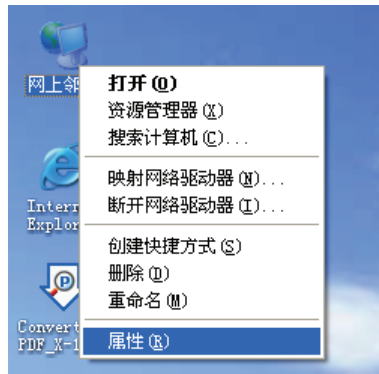 网上邻
打开(O)
资源管理器(X)
搜索计算机(C)...
映射网络驱动器(N)...
断开网络驱动器(I)...
Intern
Explor
创建快捷方式(S)
删除(D)
重命名(M)
P
Convert
PDF_X-1
属性(R)